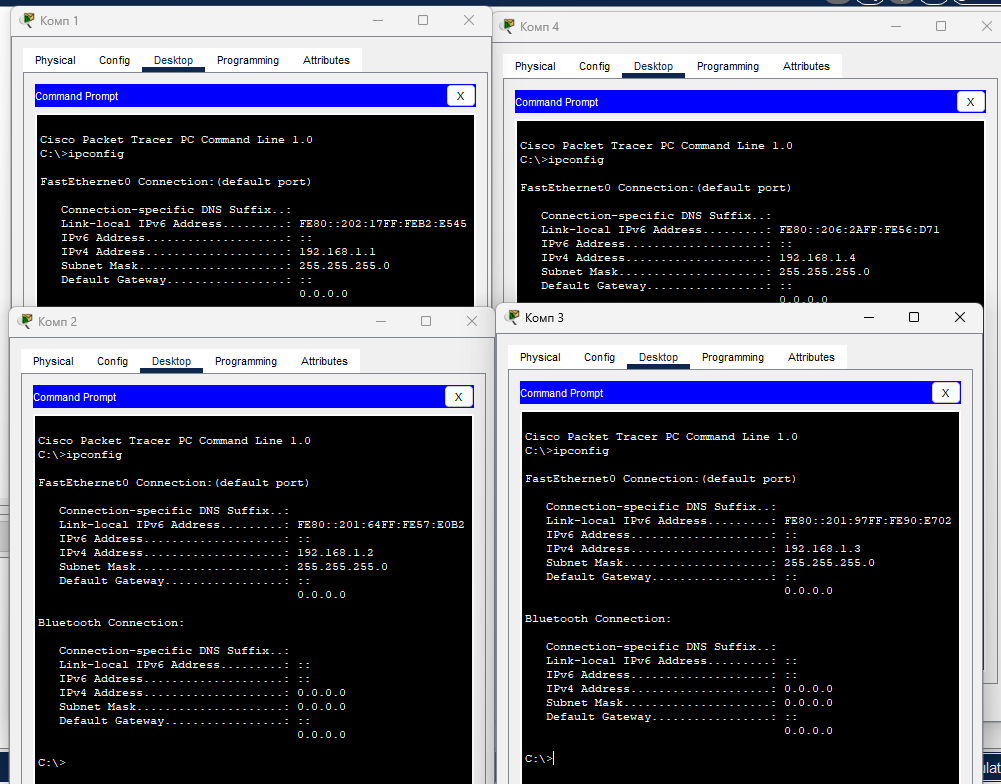 Комп 1
Physical Config Desktop Programming Attributes
Command Prompt X
Cisco Packet Tracer PC Command Line 1.0
C:\>ipconfig
FastEthernet0 Connection:(default port)
Connection-specific DNS Suffix..:
Link-local IPv6 Address.........: FE80::202:17FF:FEB2:E545
IPv6 Address....................: ::
IPv4 Address....................: 192.168.1.1
Subnet Mask.....................: 255.255.255.0
Default Gateway.................: ::
0.0.0.0
Комп 4
Physical Config Desktop Programming Attributes
Command Prompt X
Cisco Packet Tracer PC Command Line 1.0
C:\>ipconfig
FastEthernet0 Connection:(default port)
Connection-specific DNS Suffix..:
Link-local IPv6 Address.........: FE80::206:2AFF:FE56:D71
IPv6 Address....................: ::
IPv4 Address....................: 192.168.1.4
Subnet Mask.....................: 255.255.255.0
Default Gateway.................: ::
0.0.0.0
Комп 2
Physical Config Desktop Programming Attributes
Command Prompt X
Cisco Packet Tracer PC Command Line 1.0
C:\>ipconfig
FastEthernet0 Connection:(default port)
Connection-specific DNS Suffix..:
Link-local IPv6 Address.........: FE80::201:64FF:FE57:E0B2
IPv6 Address....................: ::
IPv4 Address....................: 192.168.1.2
Subnet Mask.....................: 255.255.255.0
Default Gateway.................: ::
0.0.0.0
Bluetooth Connection:
Connection-specific DNS Suffix..:
Link-local IPv6 Address.........: ::
IPv6 Address....................: ::
IPv4 Address....................: 0.0.0.0
Subnet Mask.....................: 0.0.0.0
Default Gateway.................: ::
0.0.0.0
C:\>
Комп 3
Physical Config Desktop Programming Attributes
Command Prompt X
Cisco Packet Tracer PC Command Line 1.0
C:\>ipconfig
FastEthernet0 Connection:(default port)
Connection-specific DNS Suffix..:
Link-local IPv6 Address.........: FE80::201:97FF:FE90:E702
IPv6 Address....................: ::
IPv4 Address....................: 192.168.1.3
Subnet Mask.....................: 255.255.255.0
Default Gateway.................: ::
0.0.0.0
Bluetooth Connection:
Connection-specific DNS Suffix..:
Link-local IPv6 Address.........: ::
IPv6 Address....................: ::
IPv4 Address....................: 0.0.0.0
Subnet Mask.....................: 0.0.0.0
Default Gateway.................: ::
0.0.0.0
C:\>